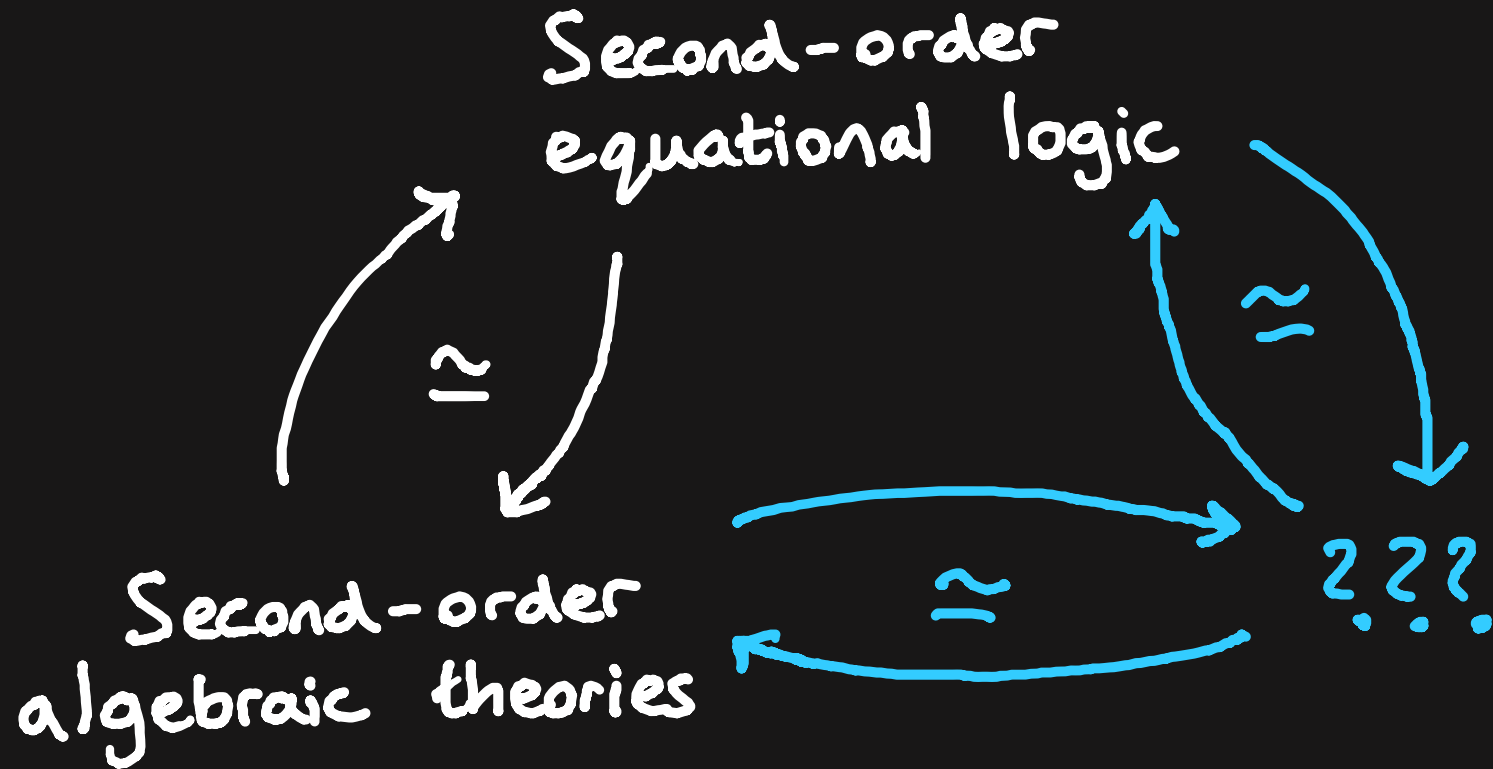 Second-order
equational logic
≅
≅
≅
???
Second-order
algebraic theories